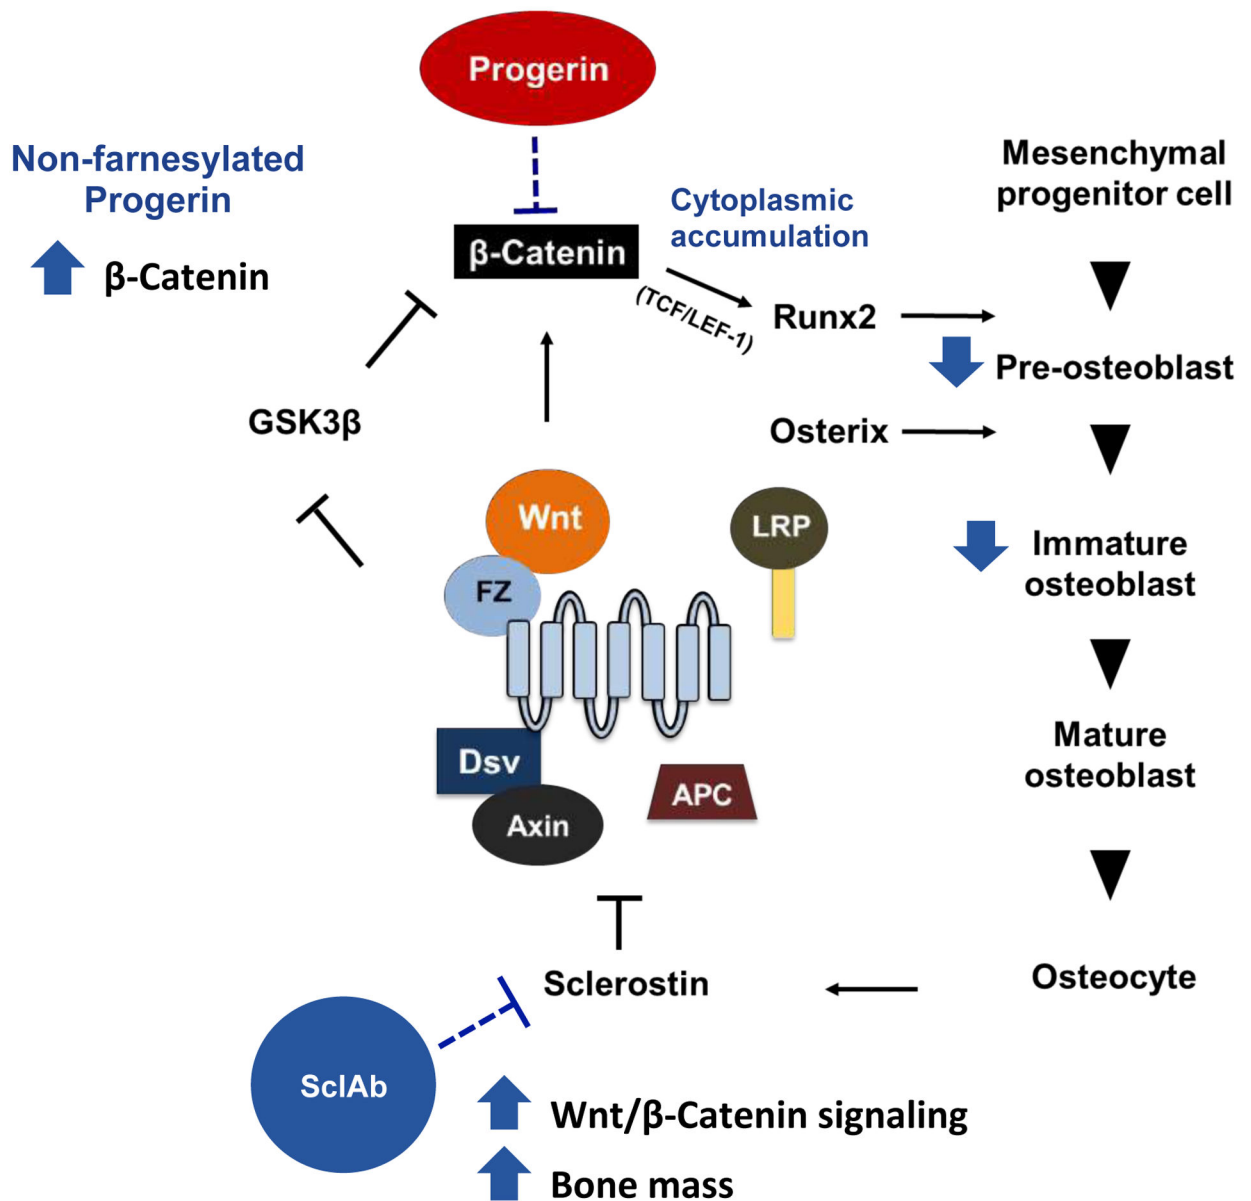 Progerin
Non-farnesylated
Progerin
β-Catenin
β-Catenin
Cytoplasmic
accumulation
(TCF/LEF-1)
Runx2
Mesenchymal
progenitor cell
Pre-osteoblast
GSK3β
Osterix
Wnt
FZ
LRP
Immature
osteoblast
Dsv
Axin
APC
Mature
osteoblast
Sclerostin
Osteocyte
SclAb
Wnt/β-Catenin signaling
Bone mass